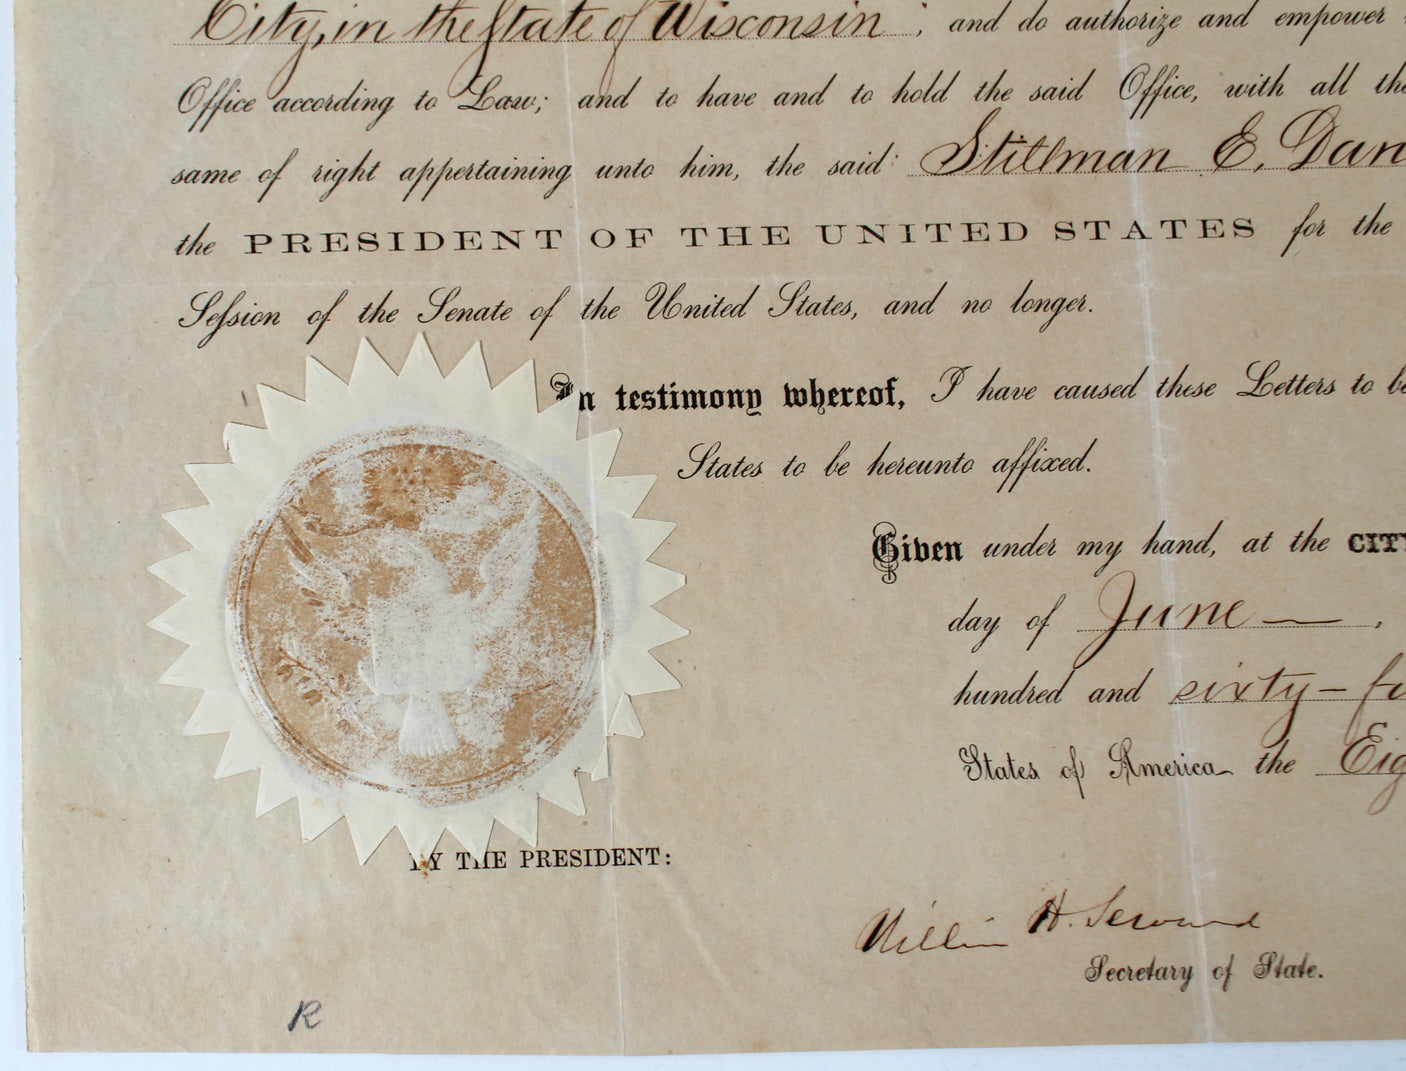 City, in the State of Wisconsin ; and do authorize and empower
Office according to Law; and to have and to hold the said Office, with all the
same of right appertaining unto him, the said Stillman E. Dan
the PRESIDENT OF THE UNITED STATES for the
Seſsion of the Senate of the United States, and no longer.
In testimony whereof, I have caused these Letters to be
States to be hereunto affixed.
Given under my hand, at the CITY
day of June — ,
hundred and sixty-fi
States of America the Eig
BY THE PRESIDENT:
William H. Seward
Secretary of State.
R